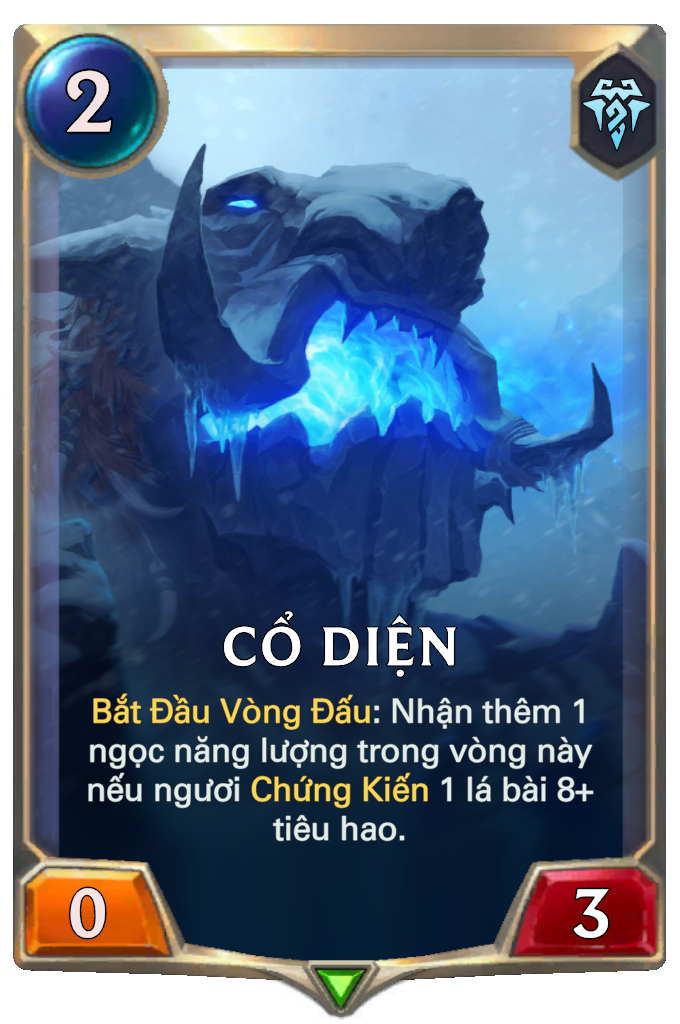 2
CỔ DIỆN
Bắt Đầu Vòng Đấu: Nhận thêm 1
ngọc năng lượng trong vòng này
nếu ngươi Chứng Kiến 1 lá bài 8+
tiêu hao.
0
3